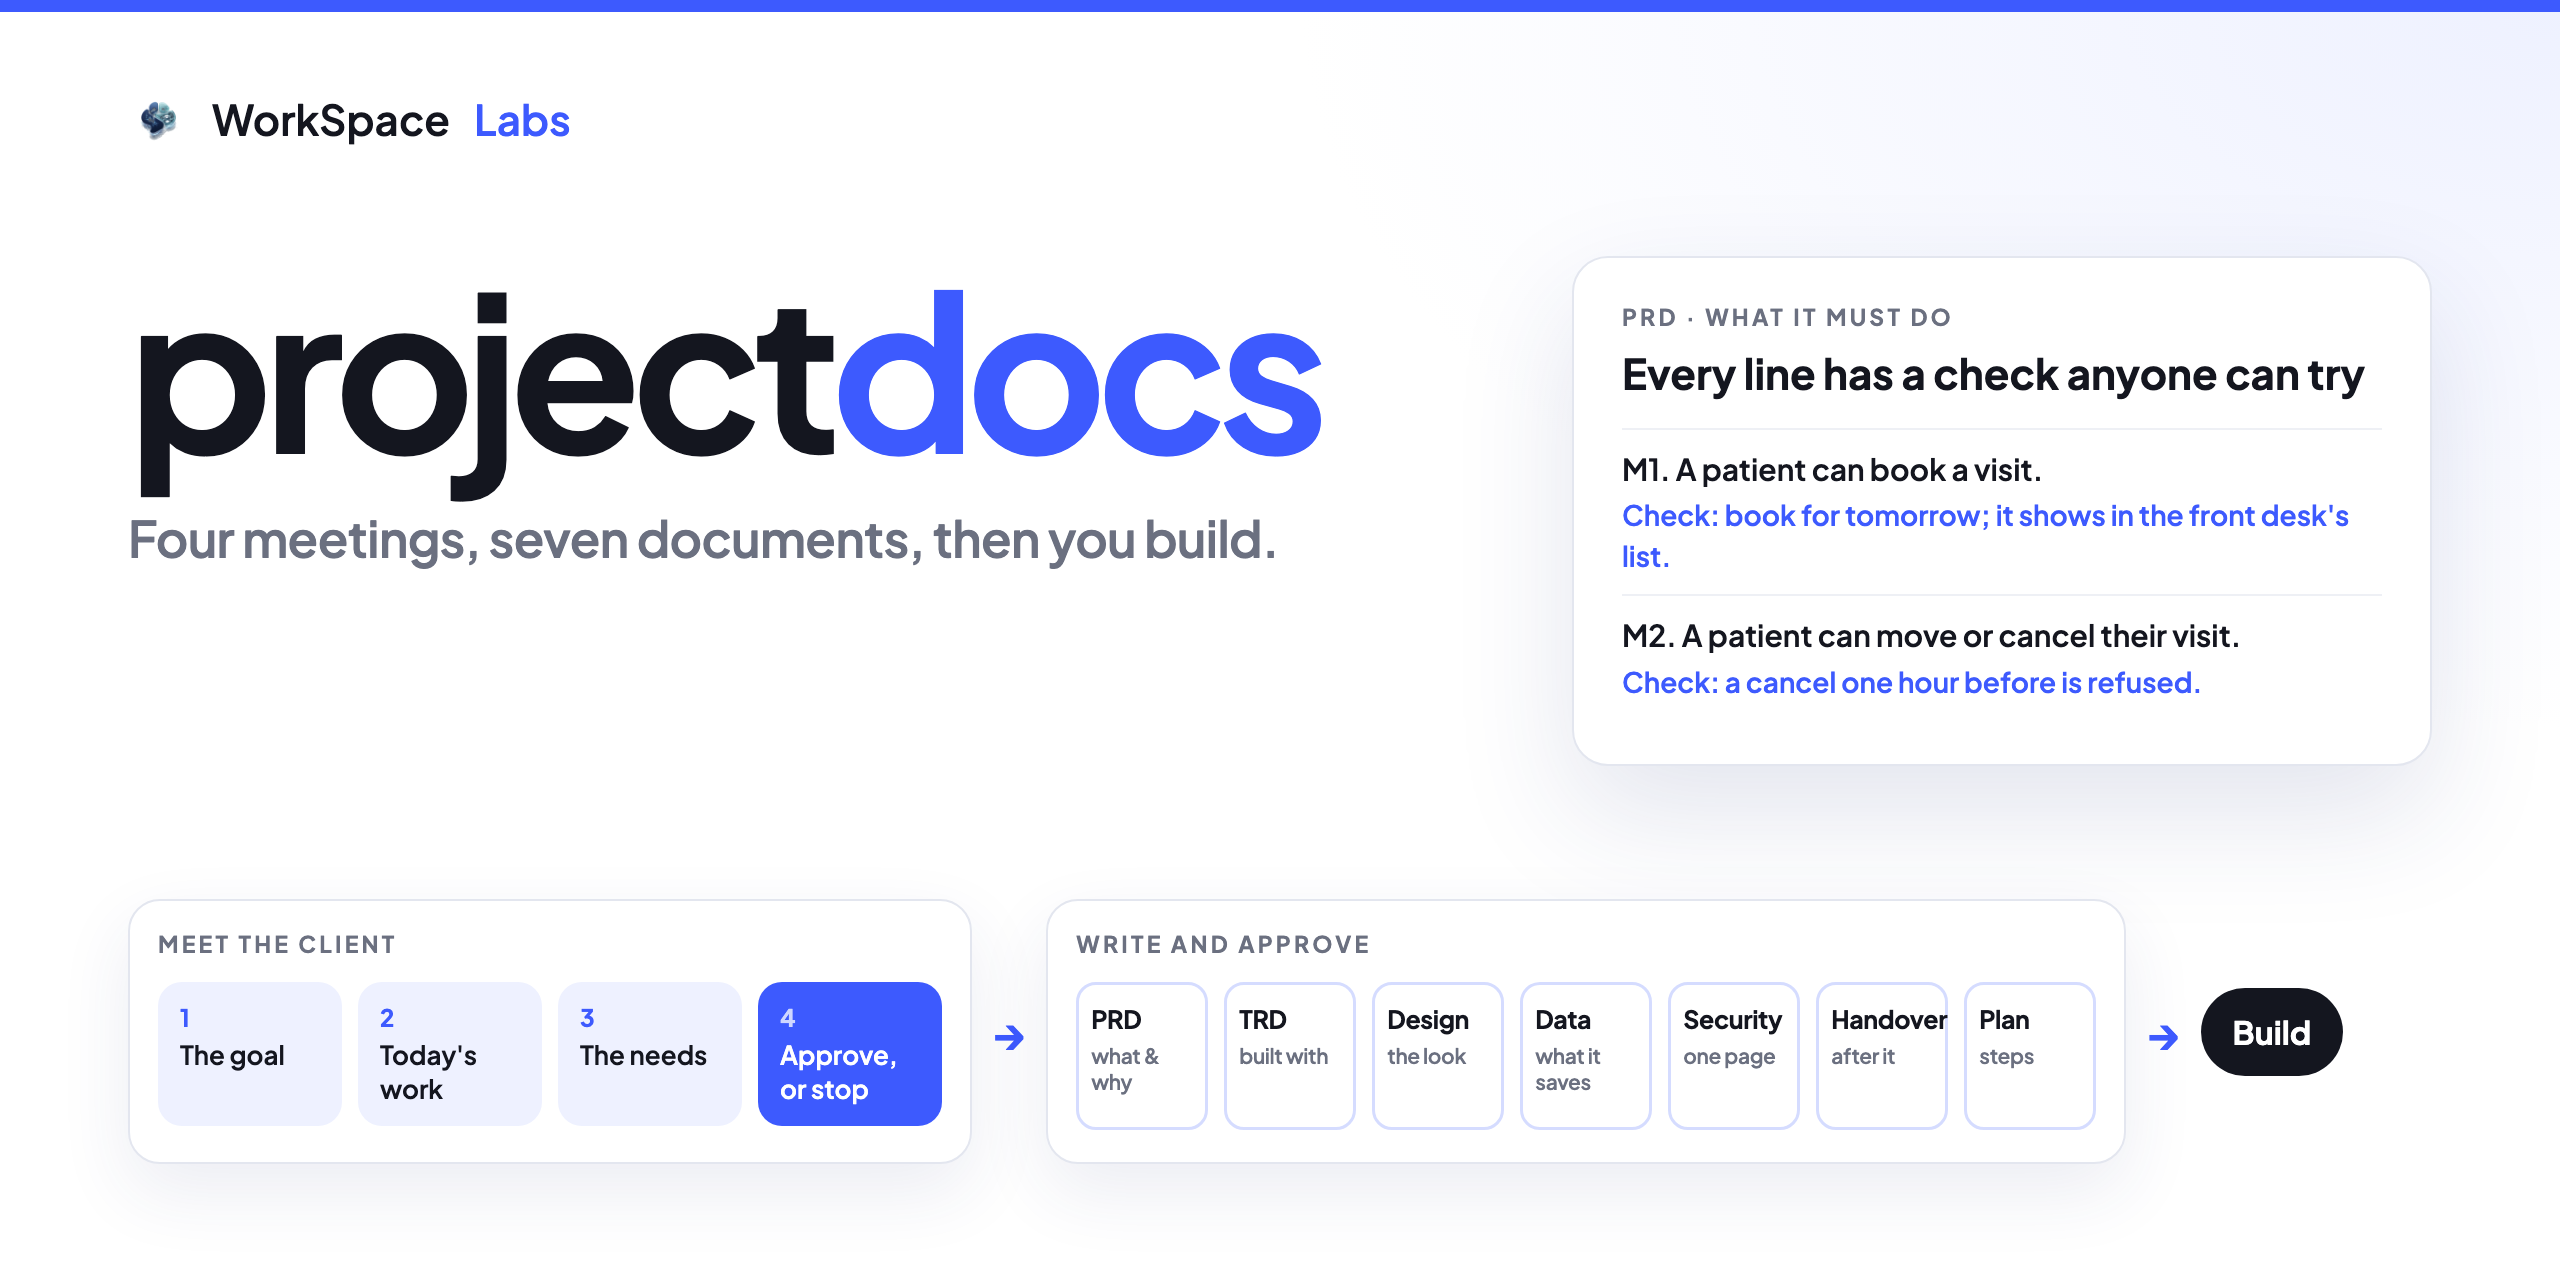 WorkSpace Labs
projectdocs
Four meetings, seven documents, then you build.
PRD · WHAT IT MUST DO
Every line has a check anyone can try
M1. A patient can book a visit.
Check: book for tomorrow; it shows in the front desk's
list.
M2. A patient can move or cancel their visit.
Check: a cancel one hour before is refused.
MEET THE CLIENT
1
The goal
2
Today's
work
3
The needs
4
Approve,
or stop
WRITE AND APPROVE
PRD
what &
why
TRD
built with
Design
the look
Data
what it
saves
Security
one page
Handover
after it
Plan
steps
Build